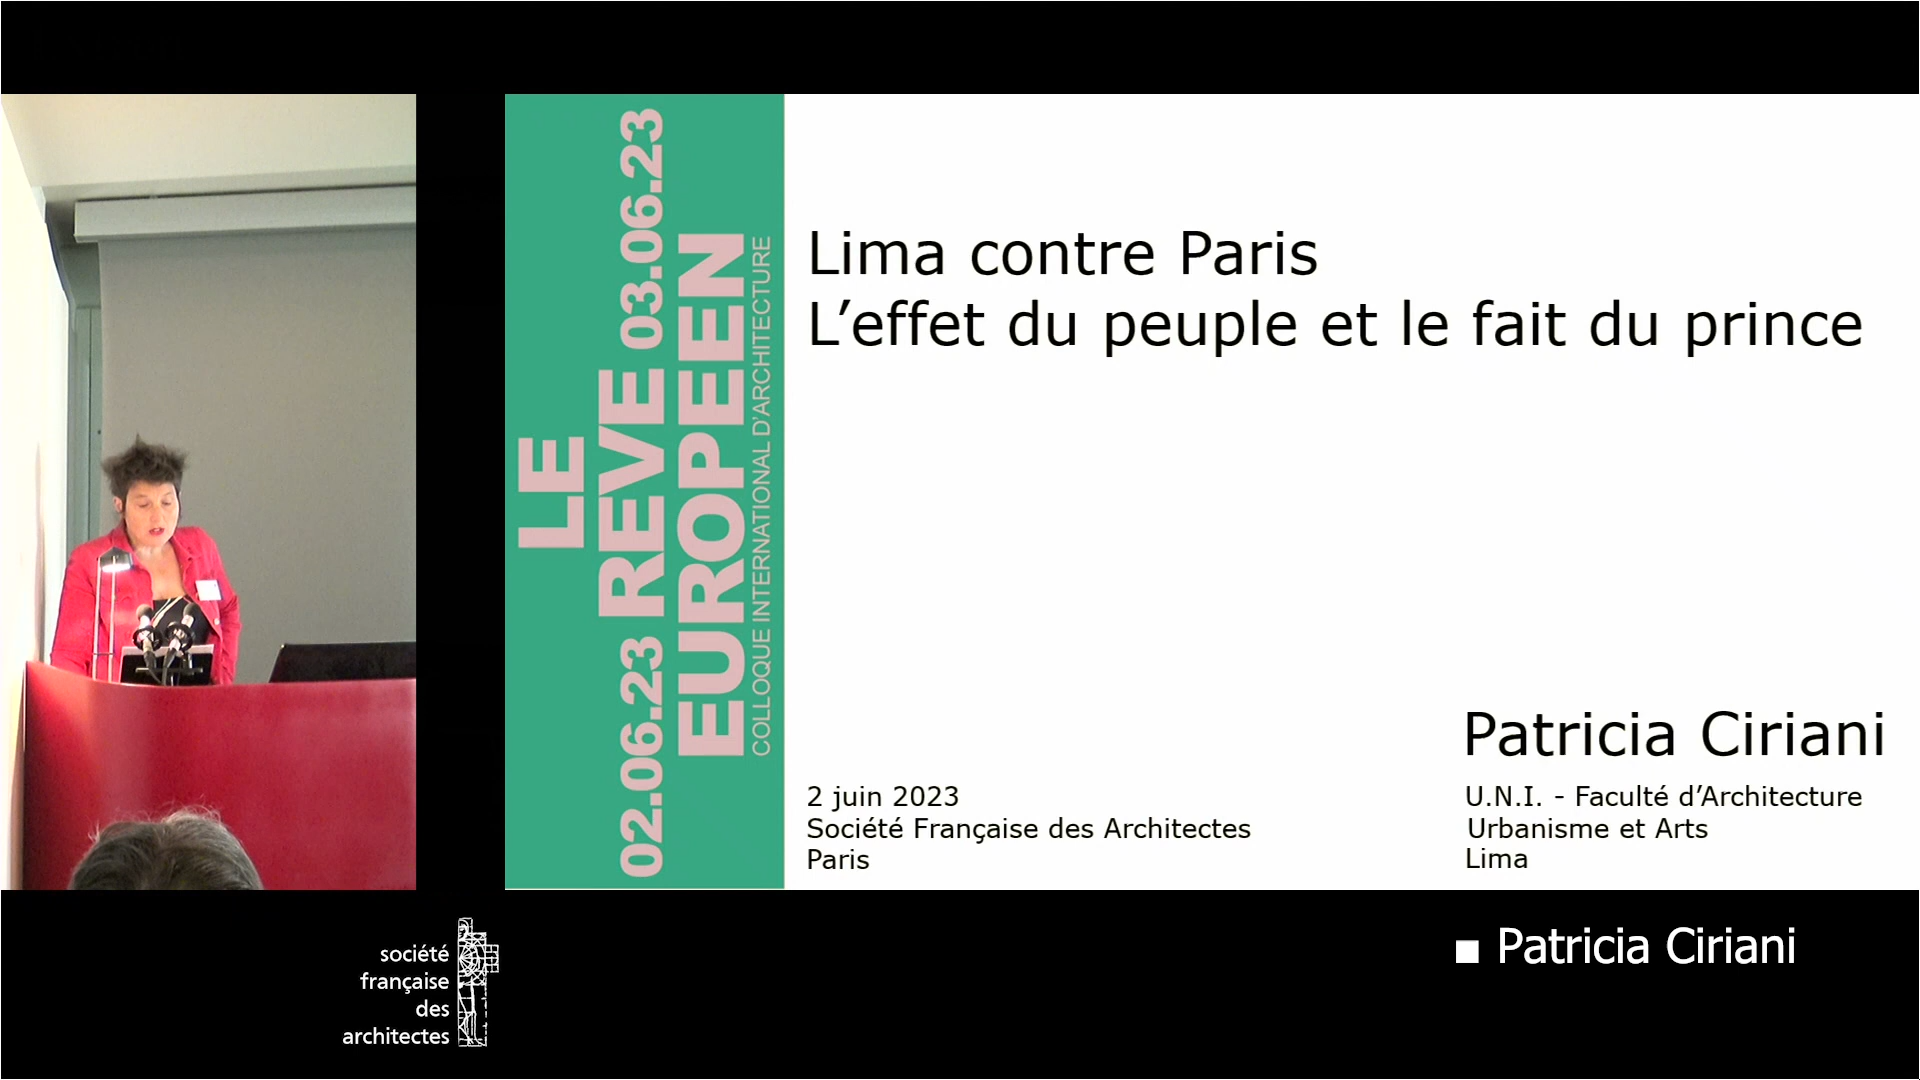 LE
REVE
EUROPEEN
02.06.23
03.06.23
COLLOQUE INTERNATIONAL D'ARCHITECTURE
Lima contre Paris
L’effet du peuple et le fait du prince
Patricia Ciriani
2 juin 2023
Société Française des Architectes
Paris
U.N.I. - Faculté d’Architecture
Urbanisme et Arts
Lima
société
française
des
architectes
Patricia Ciriani